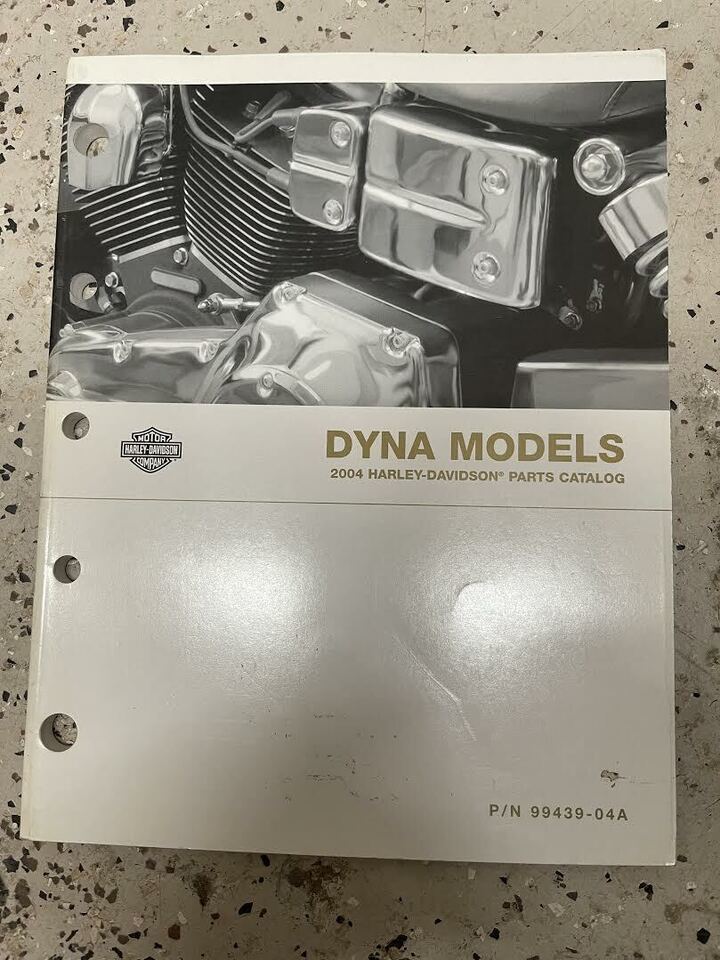 MOTOR
HARLEY-DAVIDSON
COMPANY
DYNA MODELS
2004 HARLEY-DAVIDSON® PARTS CATALOG
P/N 99439-04A